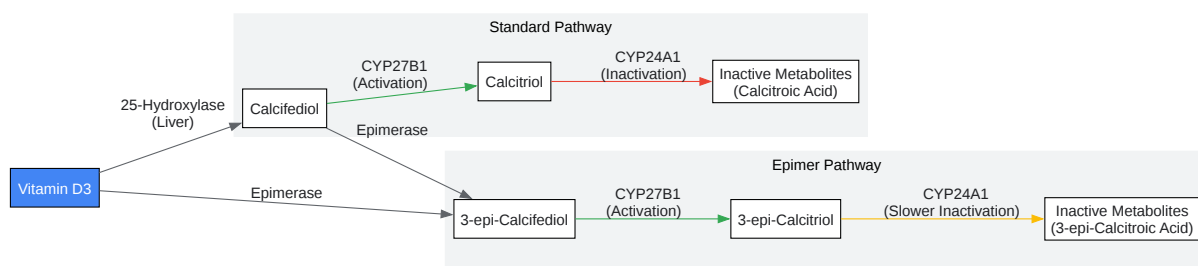 Standard Pathway
CYP27B1
(Activation)
CYP24A1
(Inactivation)
Calcitriol
Inactive Metabolites
(Calcitroic Acid)
25-Hydroxylase
(Liver)
Calcifediol
Epimerase
Epimer Pathway
Vitamin D3
Epimerase
CYP27B1
(Activation)
CYP24A1
(Slower Inactivation)
3-epi-Calcifediol
3-epi-Calcitriol
Inactive Metabolites
(3-epi-Calcitroic Acid)